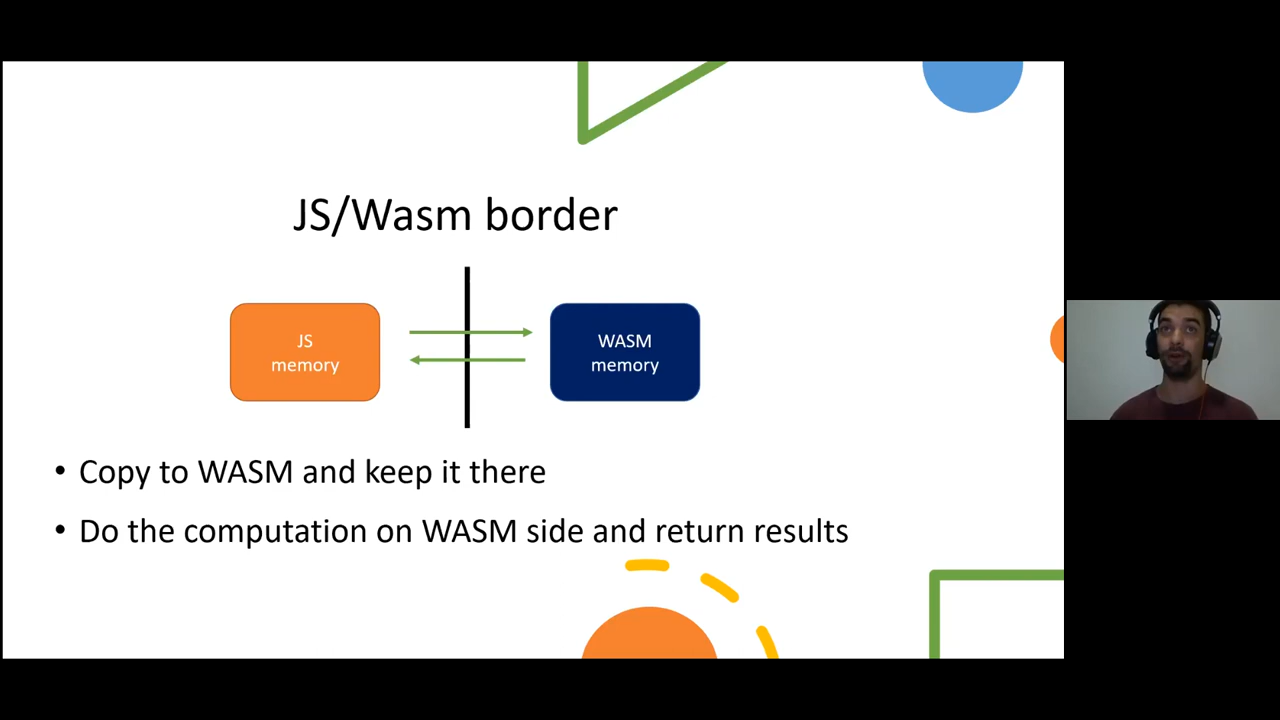 JS/Wasm border
JS
memory
WASM
memory
• Copy to WASM and keep it there
• Do the computation on WASM side and return results